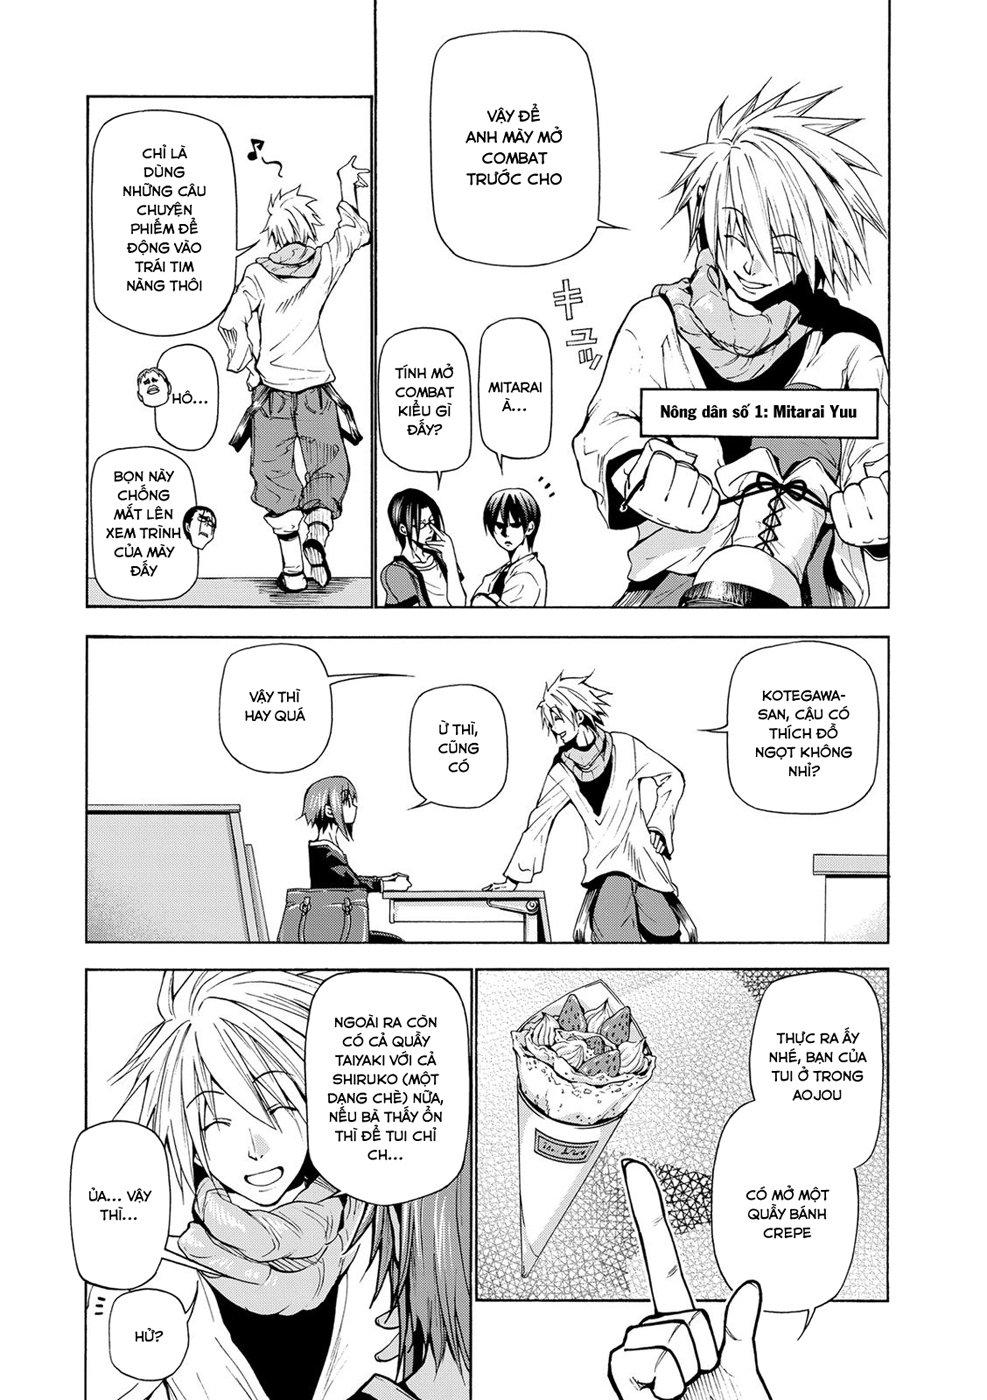 VẬY ĐỂ
ANH MÀY MỞ
COMBAT
TRƯỚC CHO
キュッ
Nông dân số 1: Mitarai Yuu
MITARAI
À...
TÍNH MỞ
COMBAT
KIỂU GÌ
ĐẤY?
CHỈ LÀ
DÙNG
NHỮNG CÂU
CHUYỆN
PHIẾM ĐỂ
ĐỘNG VÀO
TRÁI TIM
NÀNG THÔI
HÔ...
BỌN NÀY
CHỐNG
MẮT LÊN
XEM TRÌNH
CỦA MÀY
ĐẤY
KOTEGAWA-
SAN, CẬU CÓ
THÍCH ĐỒ
NGỌT KHÔNG
NHỈ?
Ừ THÌ,
CŨNG
CÓ
VẬY THÌ
HAY QUÁ
THỰC RA ẤY
NHÉ, BẠN CỦA
TUI Ở TRONG
AOJOU
CÓ MỞ MỘT
QUẦY BÁNH
CREPE
NGOÀI RA CÒN
CÓ CẢ QUẦY
TAIYAKI VỚI CẢ
SHIRUKO (MỘT
DẠNG CHÈ) NỮA,
NẾU BÀ THẤY ỔN
THÌ ĐỂ TUI CHỈ
CH...
ỦA... VẬY
THÌ...
HỬ?